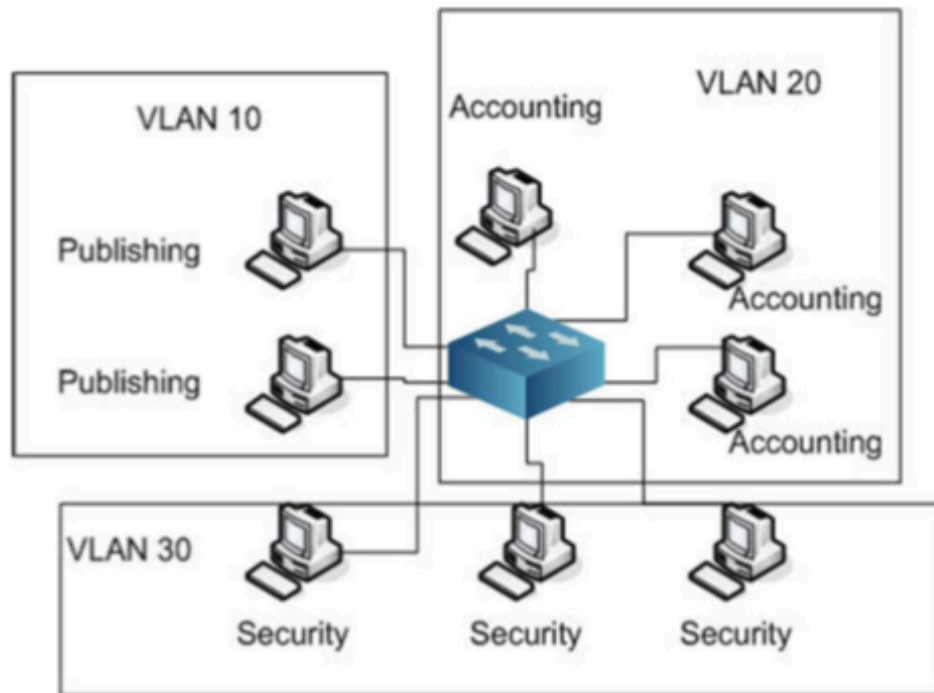 VLAN 10
Publishing
Publishing
VLAN 20
Accounting
Accounting
Accounting
VLAN 30
Security
Security
Security